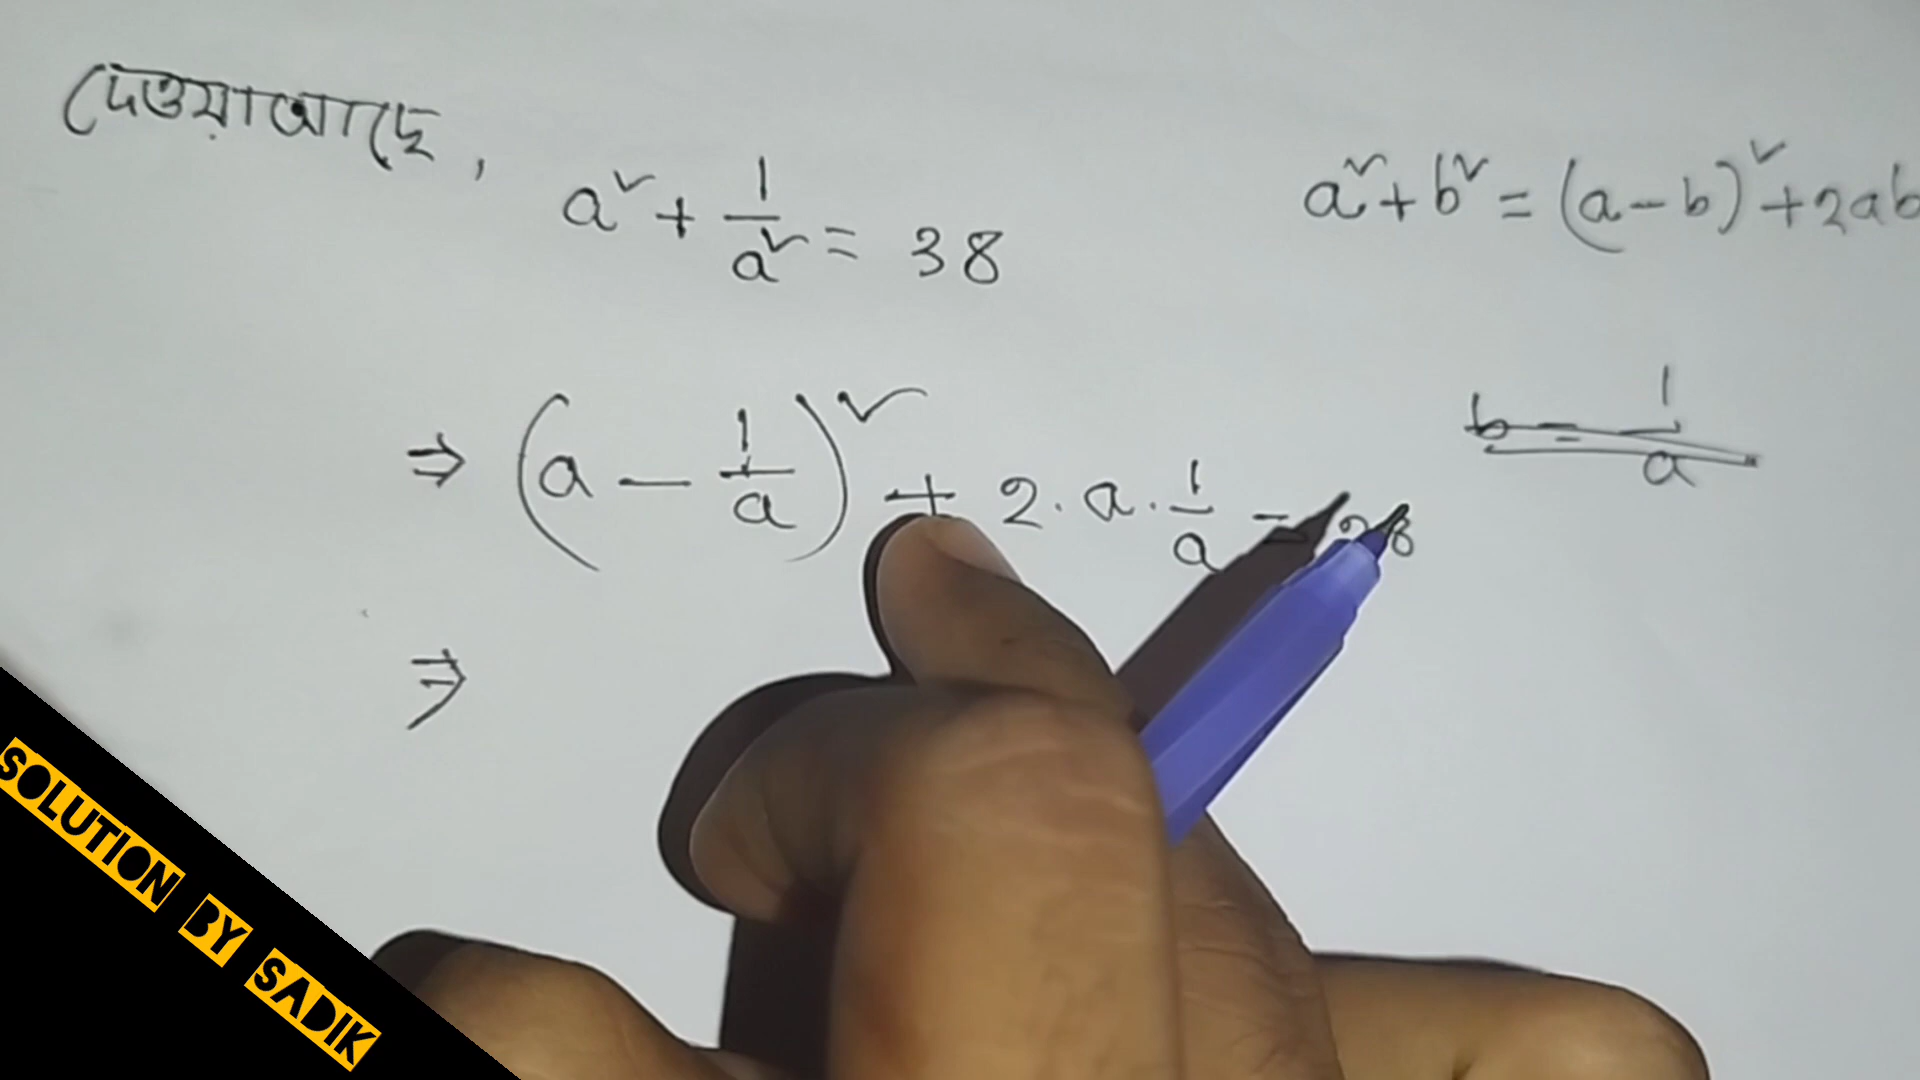 দেওয়া আছে,
a² + 1/a² = 38
a² + b² = (a - b)² + 2ab
b = 1/a
⇒ (a - 1/a)² + 2 . a . 1/a = 38
⇒
SOLUTION BY SADIK